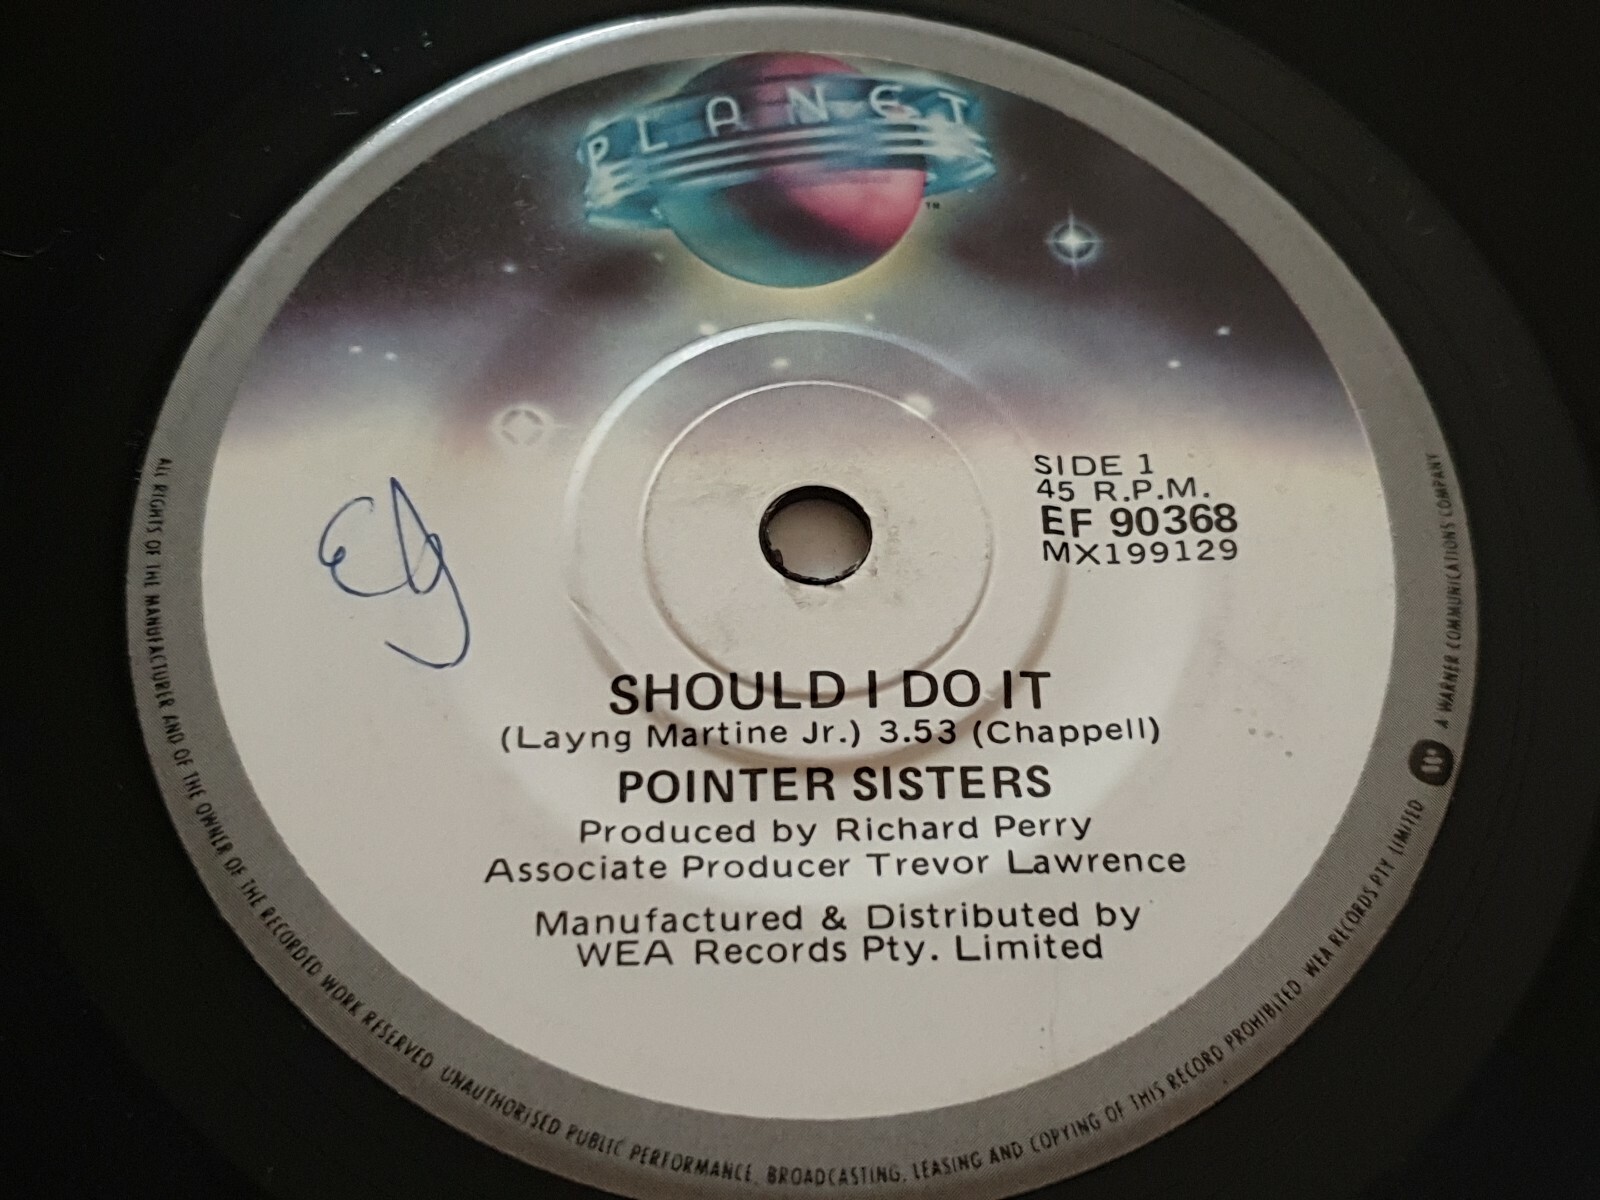 PLANET
TM
SIDE 1
45 R.P.M.
EF 90368
MX199129
SHOULD I DO IT
(Layng Martine Jr.) 3.53 (Chappell)
POINTER SISTERS
Produced by Richard Perry
Associate Producer Trevor Lawrence
Manufactured & Distributed by
WEA Records Pty. Limited
ALL RIGHTS OF THE MANUFACTURER AND OF THE OWNER OF THE RECORDED WORK RESERVED UNAUTHORISED PUBLIC PERFORMANCE, BROADCASTING, LEASING AND COPYING OF THIS RECORD PROHIBITED WEA RECORDS PTY LIMITED A WARNER COMMUNICATIONS COMPANY